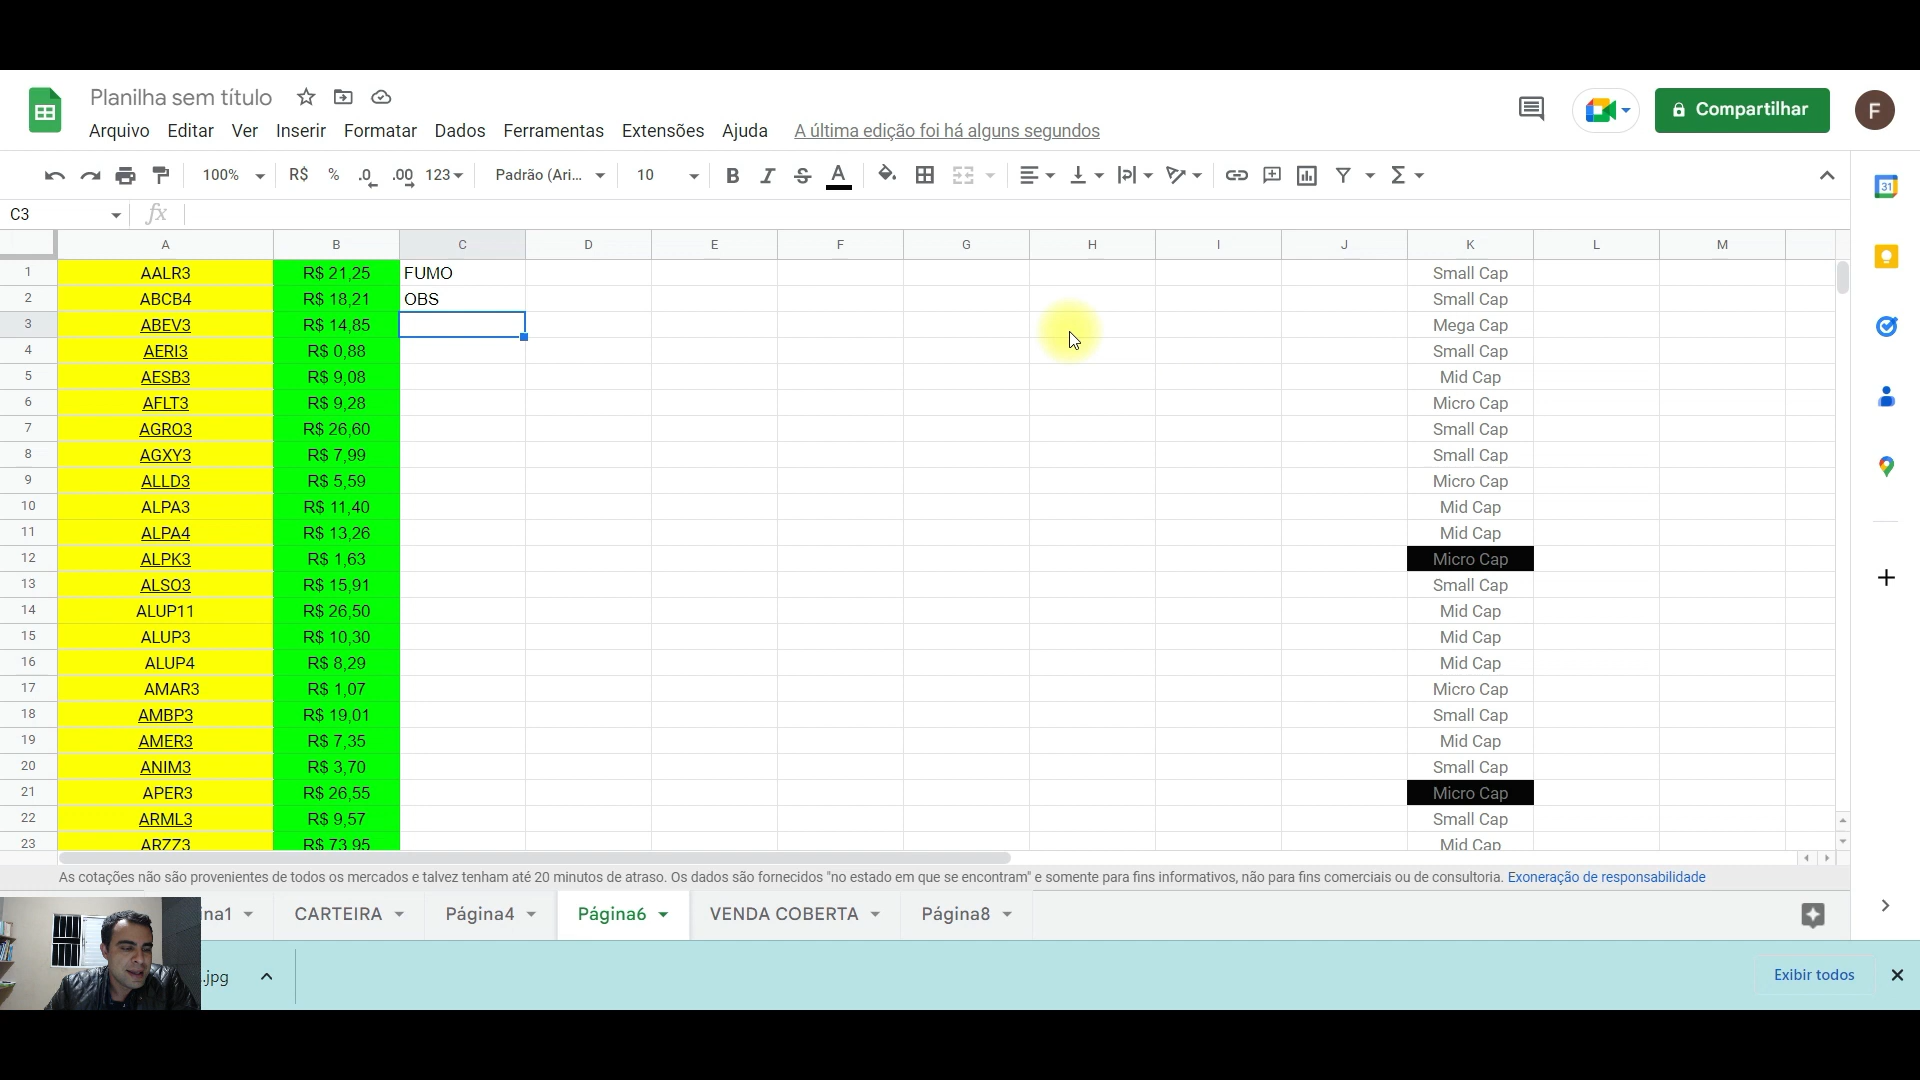 Planilha sem título
Arquivo Editar Ver Inserir Formatar Dados Ferramentas Extensões Ajuda A última edição foi há alguns segundos
Compartilhar
F
100% R$ % .0 .00 123 Padrão (Ari... 10 B I S A
31
C3 fx
A B C D E F G H I J K L M
1 AALR3 R$ 21,25 FUMO Small Cap
2 ABCB4 R$ 18,21 OBS Small Cap
3 ABEV3 R$ 14,85 Mega Cap
4 AERI3 R$ 0,88 Small Cap
5 AESB3 R$ 9,08 Mid Cap
6 AFLT3 R$ 9,28 Micro Cap
7 AGRO3 R$ 26,60 Small Cap
8 AGXY3 R$ 7,99 Small Cap
9 ALLD3 R$ 5,59 Micro Cap
10 ALPA3 R$ 11,40 Mid Cap
11 ALPA4 R$ 13,26 Mid Cap
12 ALPK3 R$ 1,63 Micro Cap
13 ALSO3 R$ 15,91 Small Cap
14 ALUP11 R$ 26,50 Mid Cap
15 ALUP3 R$ 10,30 Mid Cap
16 ALUP4 R$ 8,29 Mid Cap
17 AMAR3 R$ 1,07 Micro Cap
18 AMBP3 R$ 19,01 Small Cap
19 AMER3 R$ 7,35 Mid Cap
20 ANIM3 R$ 3,70 Small Cap
21 APER3 R$ 26,55 Micro Cap
22 ARML3 R$ 9,57 Small Cap
23 ARZZ3 R$ 73,95 Mid Cap
As cotações não são provenientes de todos os mercados e talvez tenham até 20 minutos de atraso. Os dados são fornecidos "no estado em que se encontram" e somente para fins informativos, não para fins comerciais ou de consultoria. Exoneração de responsabilidade
ina1 CARTEIRA Página4 Página6 VENDA COBERTA Página8
.jpg
Exibir todos